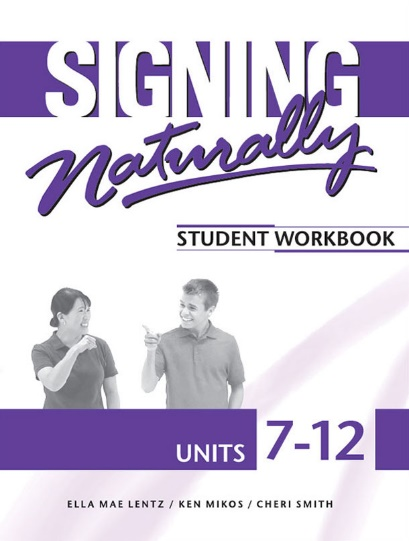 SIGNING
Naturally
STUDENT WORKBOOK
UNITS 7-12
ELLA MAE LENTZ / KEN MIKOS / CHERI SMITH